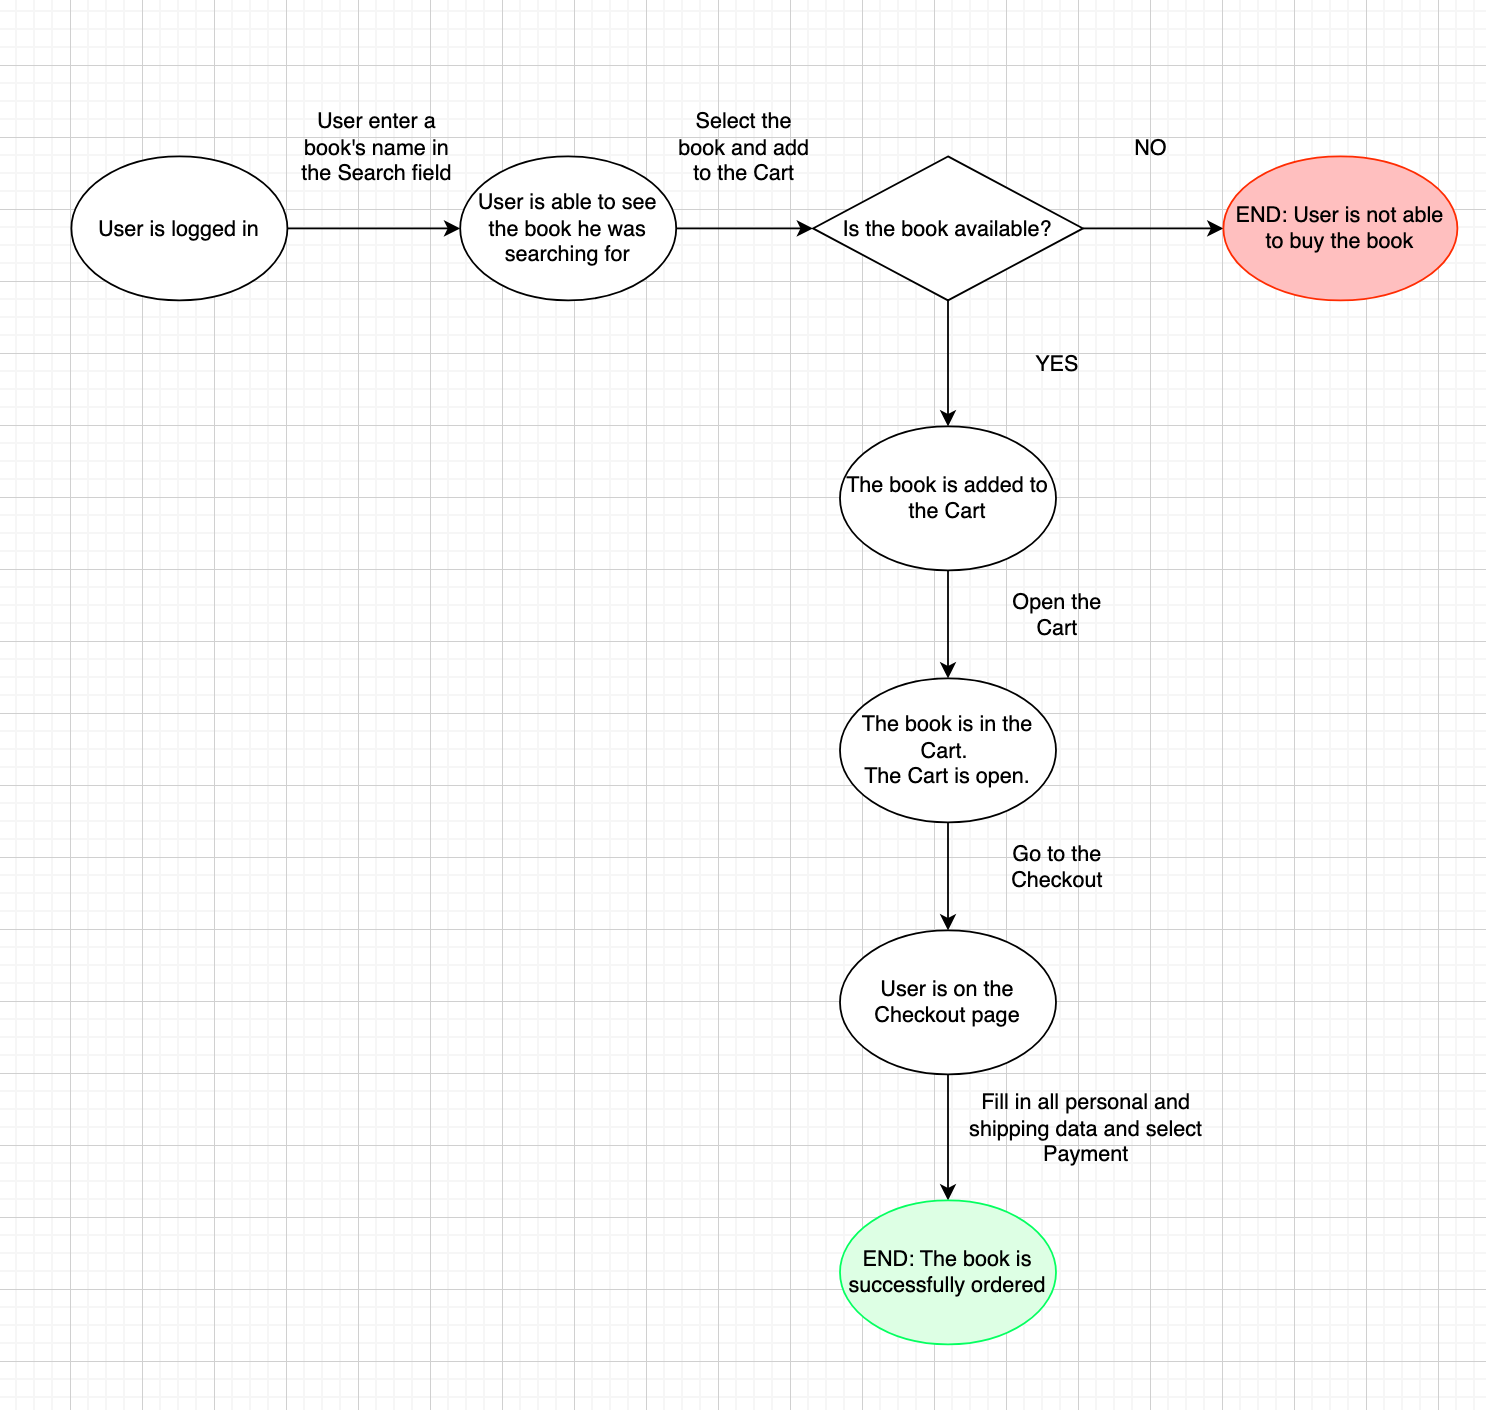 User enter a
book's name in
the Search field
Select the
book and add
to the Cart
NO
User is logged in
User is able to see
the book he was
searching for
Is the book available?
END: User is not able
to buy the book
YES
The book is added to
the Cart
Open the
Cart
The book is in the
Cart.
The Cart is open.
Go to the
Checkout
User is on the
Checkout page
Fill in all personal and
shipping data and select
Payment
END: The book is
successfully ordered